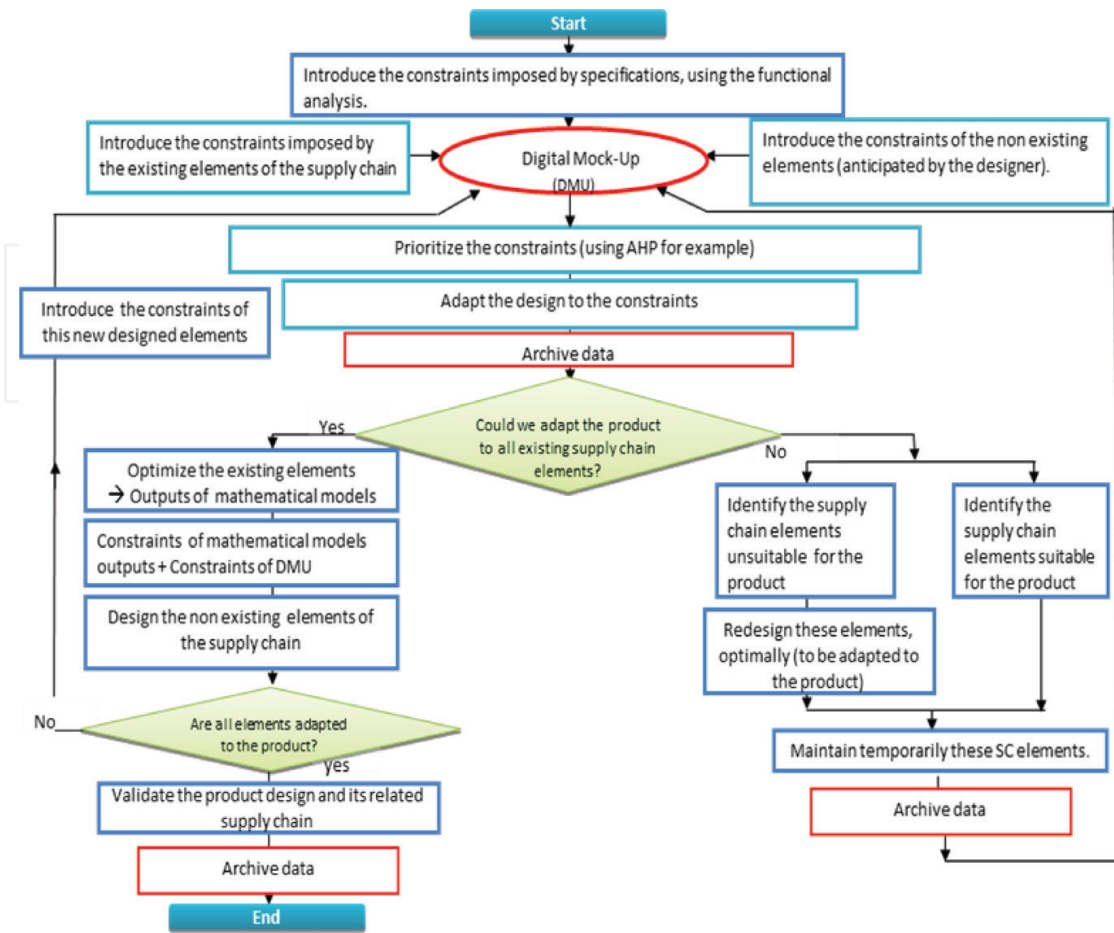 Start
Introduce the constraints imposed by specifications, using the functional
analysis.
Introduce the constraints imposed by
the existing elements of the supply chain
Digital Mock-Up
(DMU)
Introduce the constraints of the non existing
elements (anticipated by the designer).
Prioritize the constraints (using AHP for example)
Introduce the constraints of
this new designed elements
Adapt the design to the constraints
Archive data
Could we adapt the product
to all existing supply chain
elements?
Yes
No
Optimize the existing elements
→ Outputs of mathematical models
Constraints of mathematical models
outputs + Constraints of DMU
Design the non existing elements of
the supply chain
Identify the supply
chain elements
unsuitable for the
product
Identify the
supply chain
elements suitable
for the product
Redesign these elements,
optimally (to be adapted to
the product)
No
Are all elements adapted
to the product?
yes
Maintain temporarily these SC elements.
Validate the product design and its related
supply chain
Archive data
Archive data
End